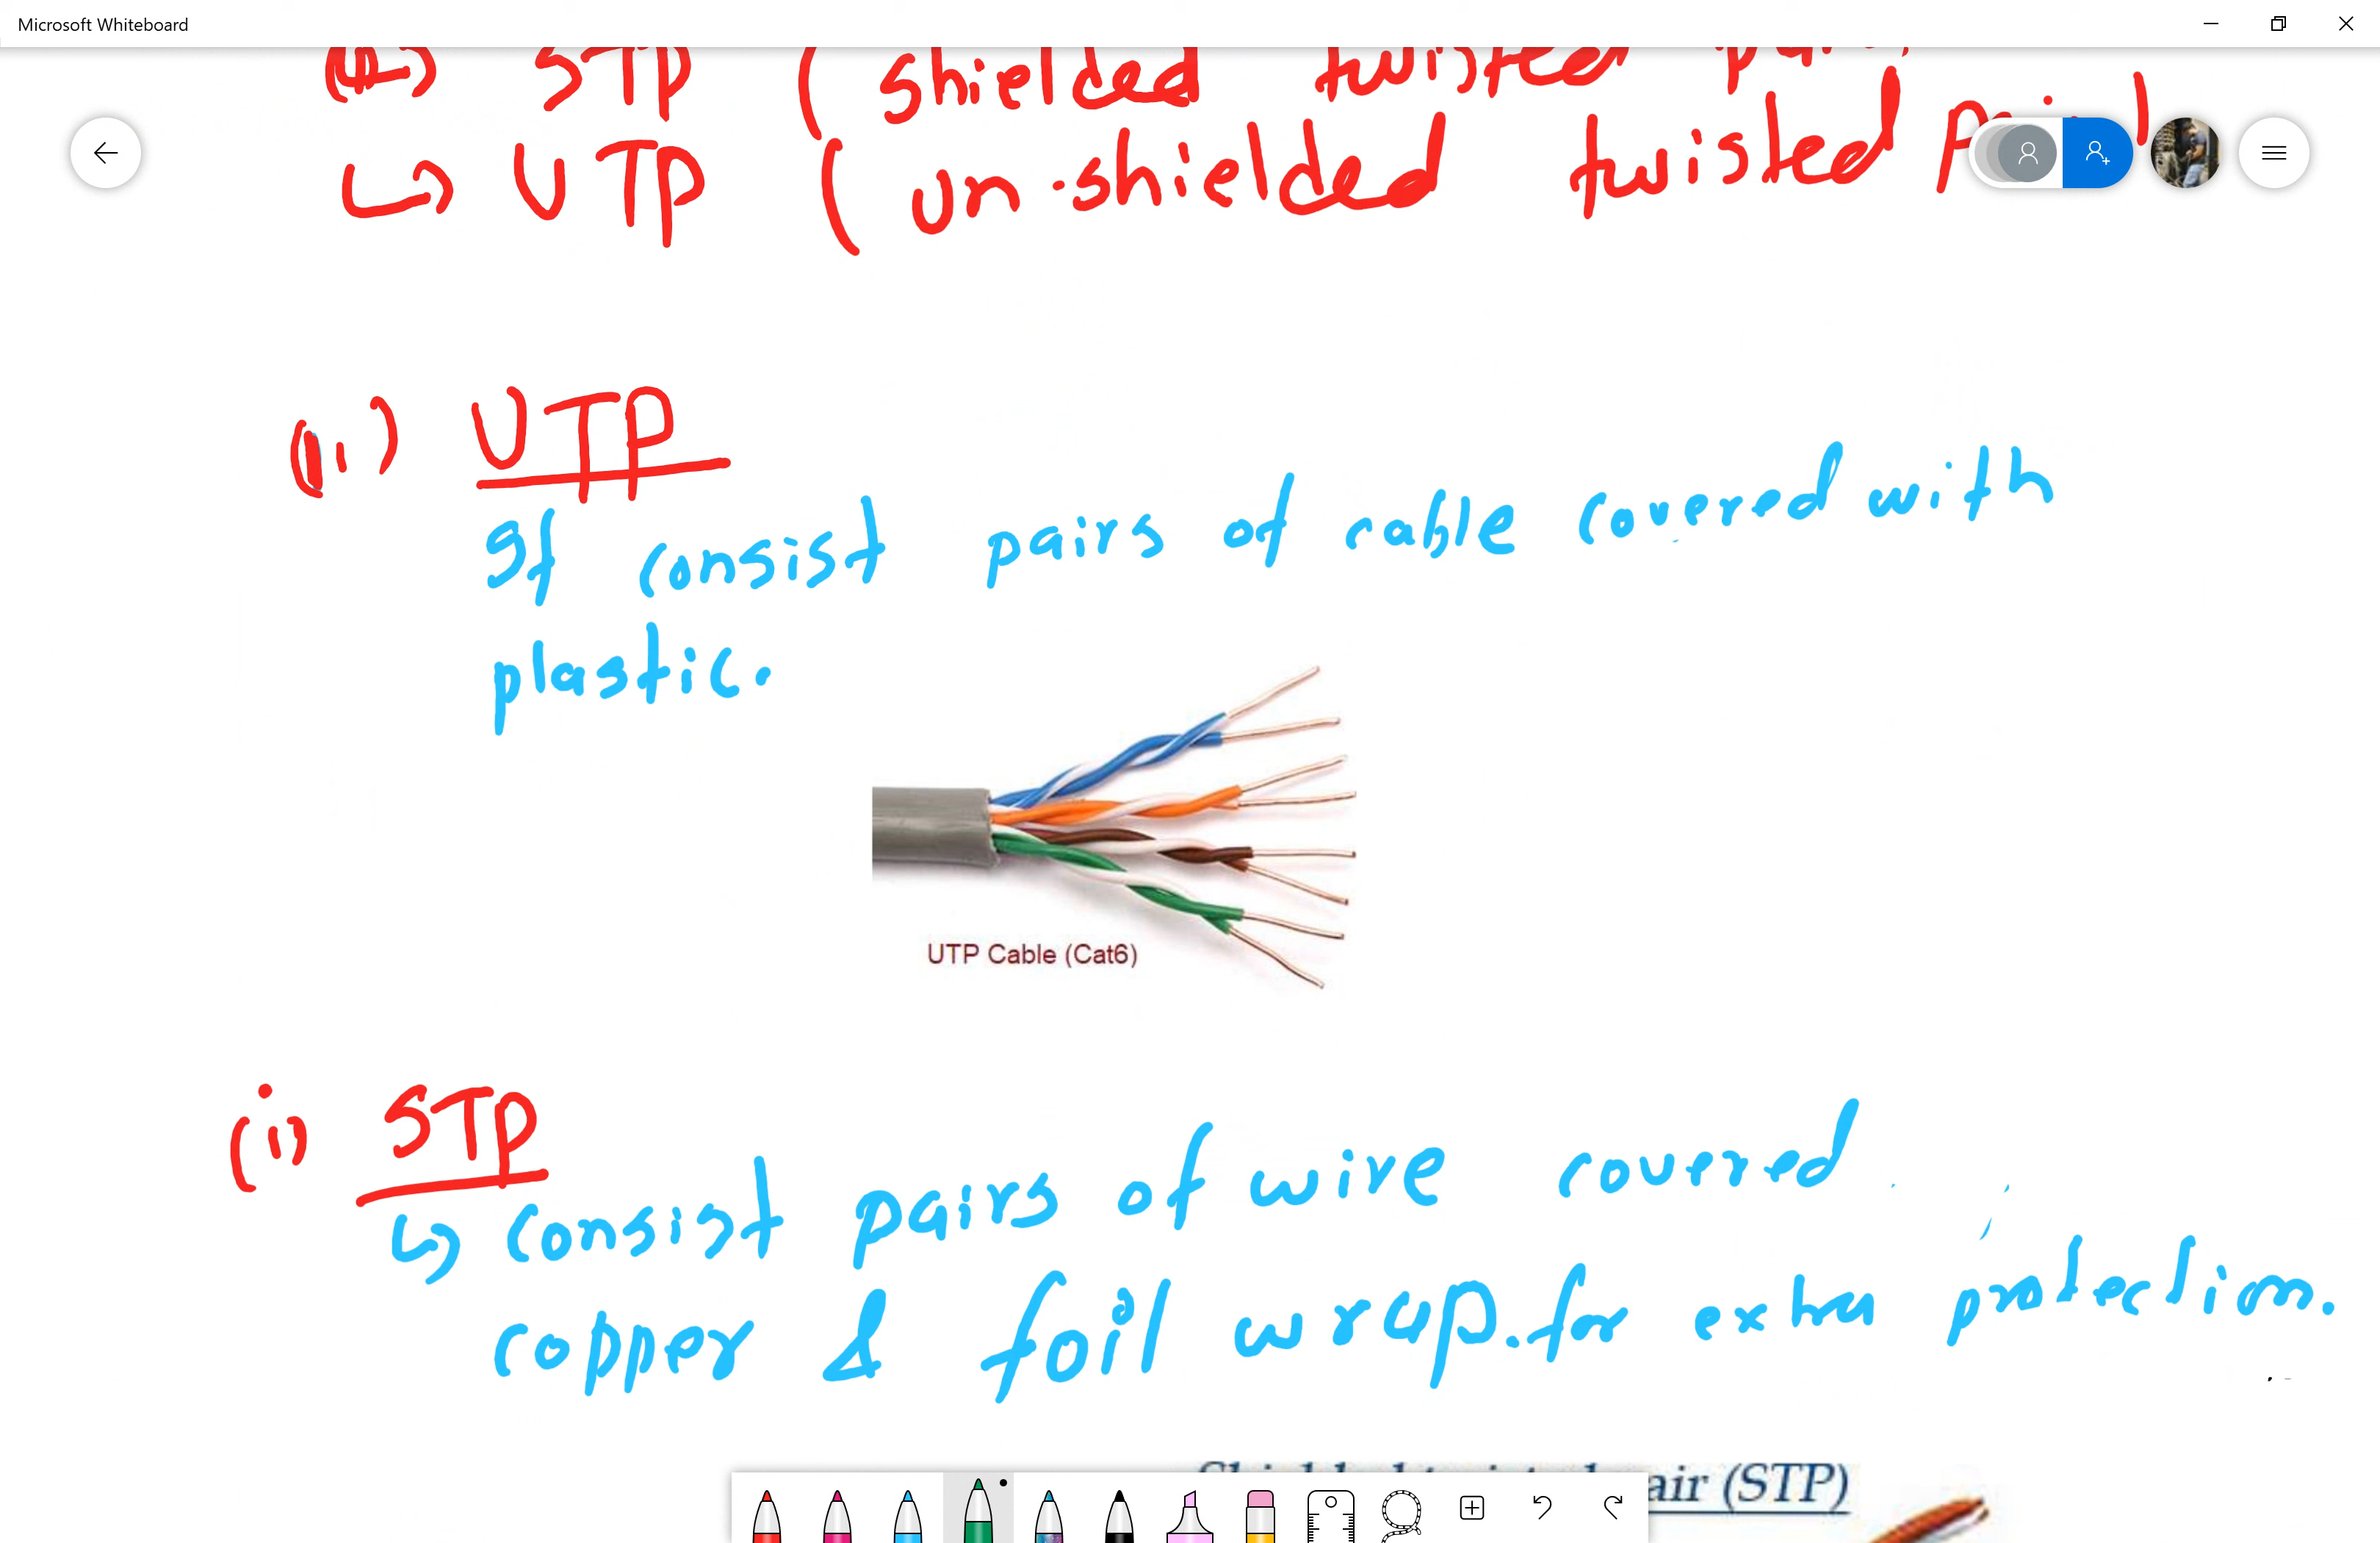 Microsoft Whiteboard
STP (shielded twisted
UTP (un-shielded twisted
UTP
It consist pairs of cable covered with
plastic.
UTP Cable (Cat6)
(i) STP
consist pairs of wire covered
copper & foil wrap. for extra protection.
air (STP)